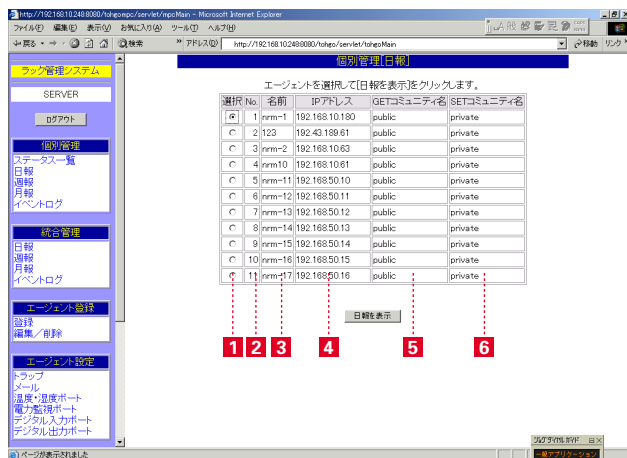 http://192.168.10.248:8080/tohgompc/servlet/mpcMain - Microsoft Internet Explorer
ファイル(F) 編集(E) 表示(V) お気に入り(A) ツール(T) ヘルプ(H)
戻る 検索 アドレス(D) http://192.168.10.248:8080/tohgo/servlet/tohgoMain 移動 リンク
ラック管理システム
SERVER
ログアウト
個別管理
ステータス一覧
日報
週報
月報
イベントログ
統合管理
日報
週報
月報
イベントログ
エージェント登録
登録
編集/削除
エージェント設定
トラップ
メール
温度・湿度ポート
電力監視ポート
デジタル入力ポート
デジタル出力ポート
個別管理[日報]
エージェントを選択して[日報を表示]をクリックします。
選択 No. 名前 IPアドレス GETコミュニティ名 SETコミュニティ名
1 nrm-1 192.168.10.180 public private
2 123 192.43.189.61 public private
3 nrm-2 192.168.10.63 public private
4 nrm10 192.168.10.61 public private
5 nrm-11 192.168.50.10 public private
6 nrm-12 192.168.50.11 public private
7 nrm-13 192.168.50.12 public private
8 nrm-14 192.168.50.13 public private
9 nrm-15 192.168.50.14 public private
10 nrm-16 192.168.50.15 public private
11 nrm-17 192.168.50.16 public private
日報を表示
1 2 3 4 5 6
ページが表示されました
一般アプリケーション